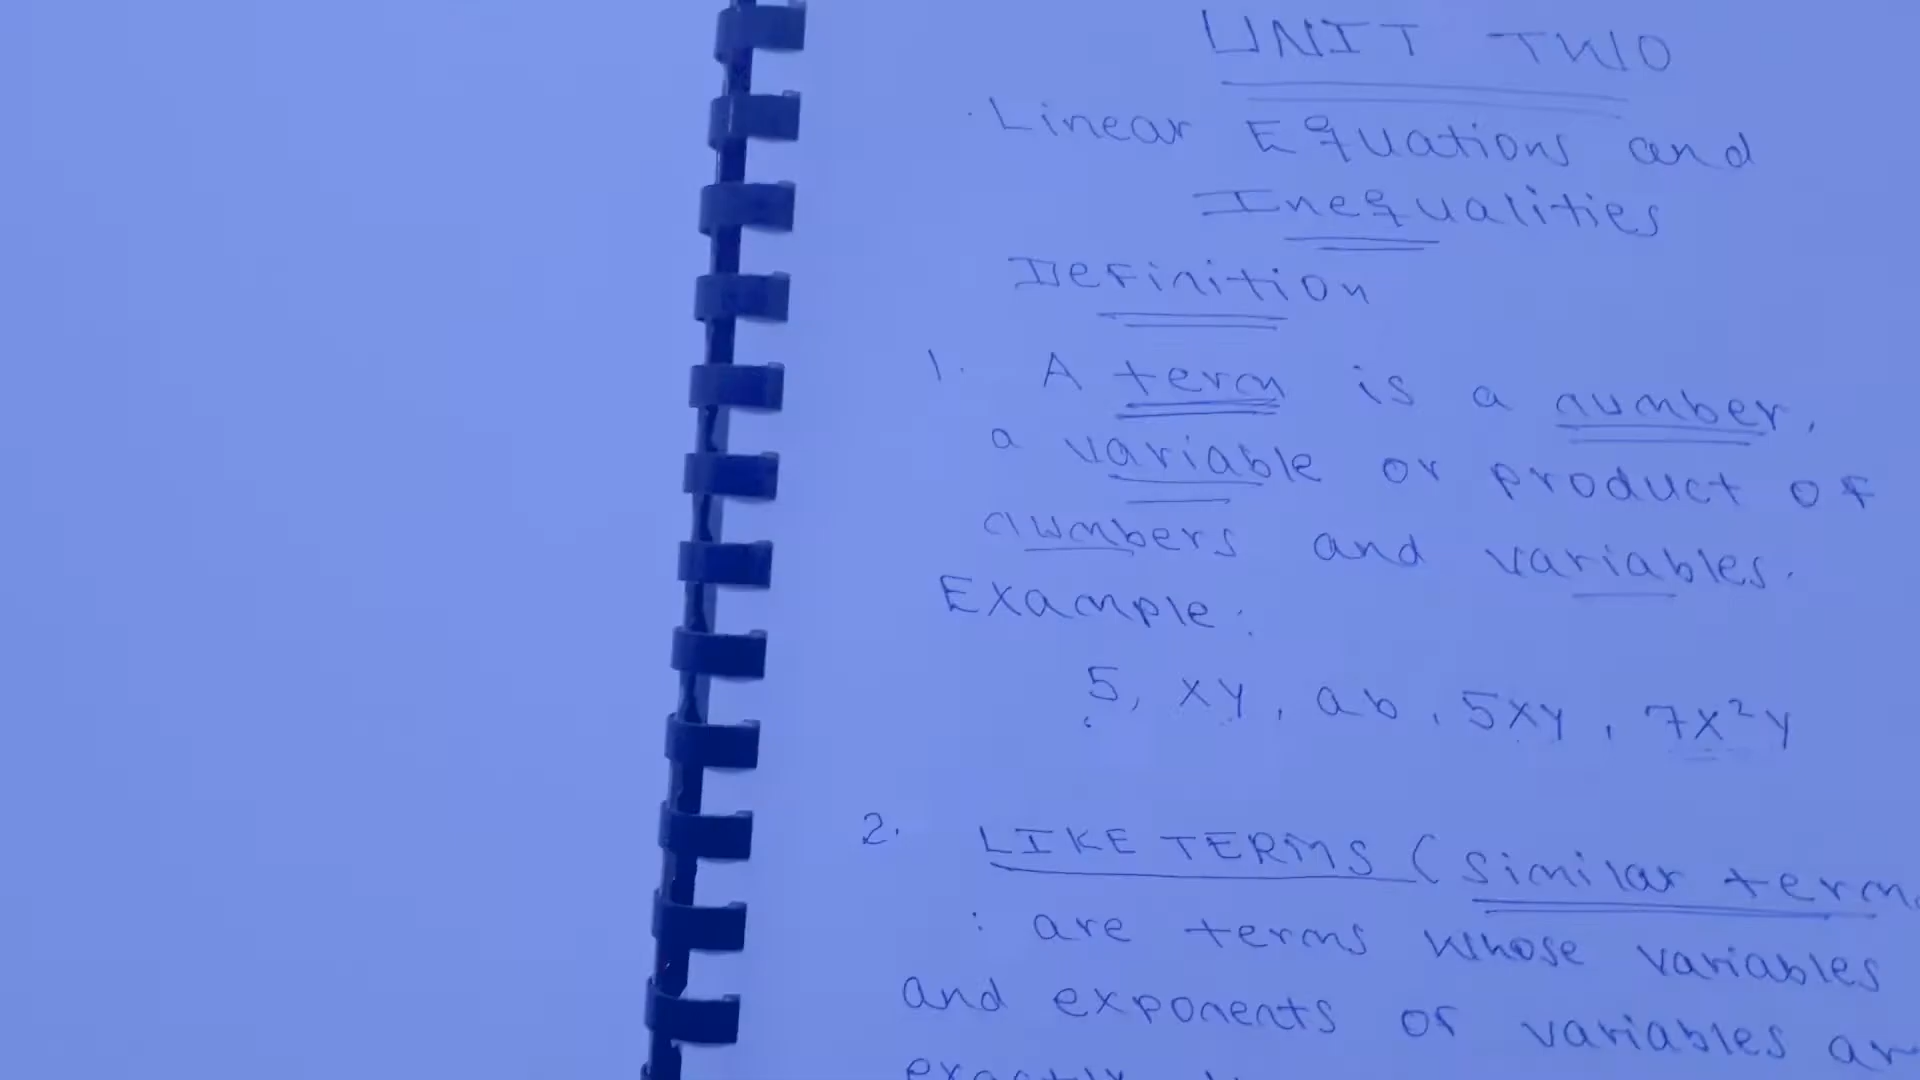 UNIT TWO
Linear Equations and
Inequalities
Definition
1. A term is a number,
a variable or product of
numbers and variables.
Example:
5, xy, ab, 5xy, 7x²y
2. LIKE TERMS (similar term
: are terms whose variables
and exponents of variables